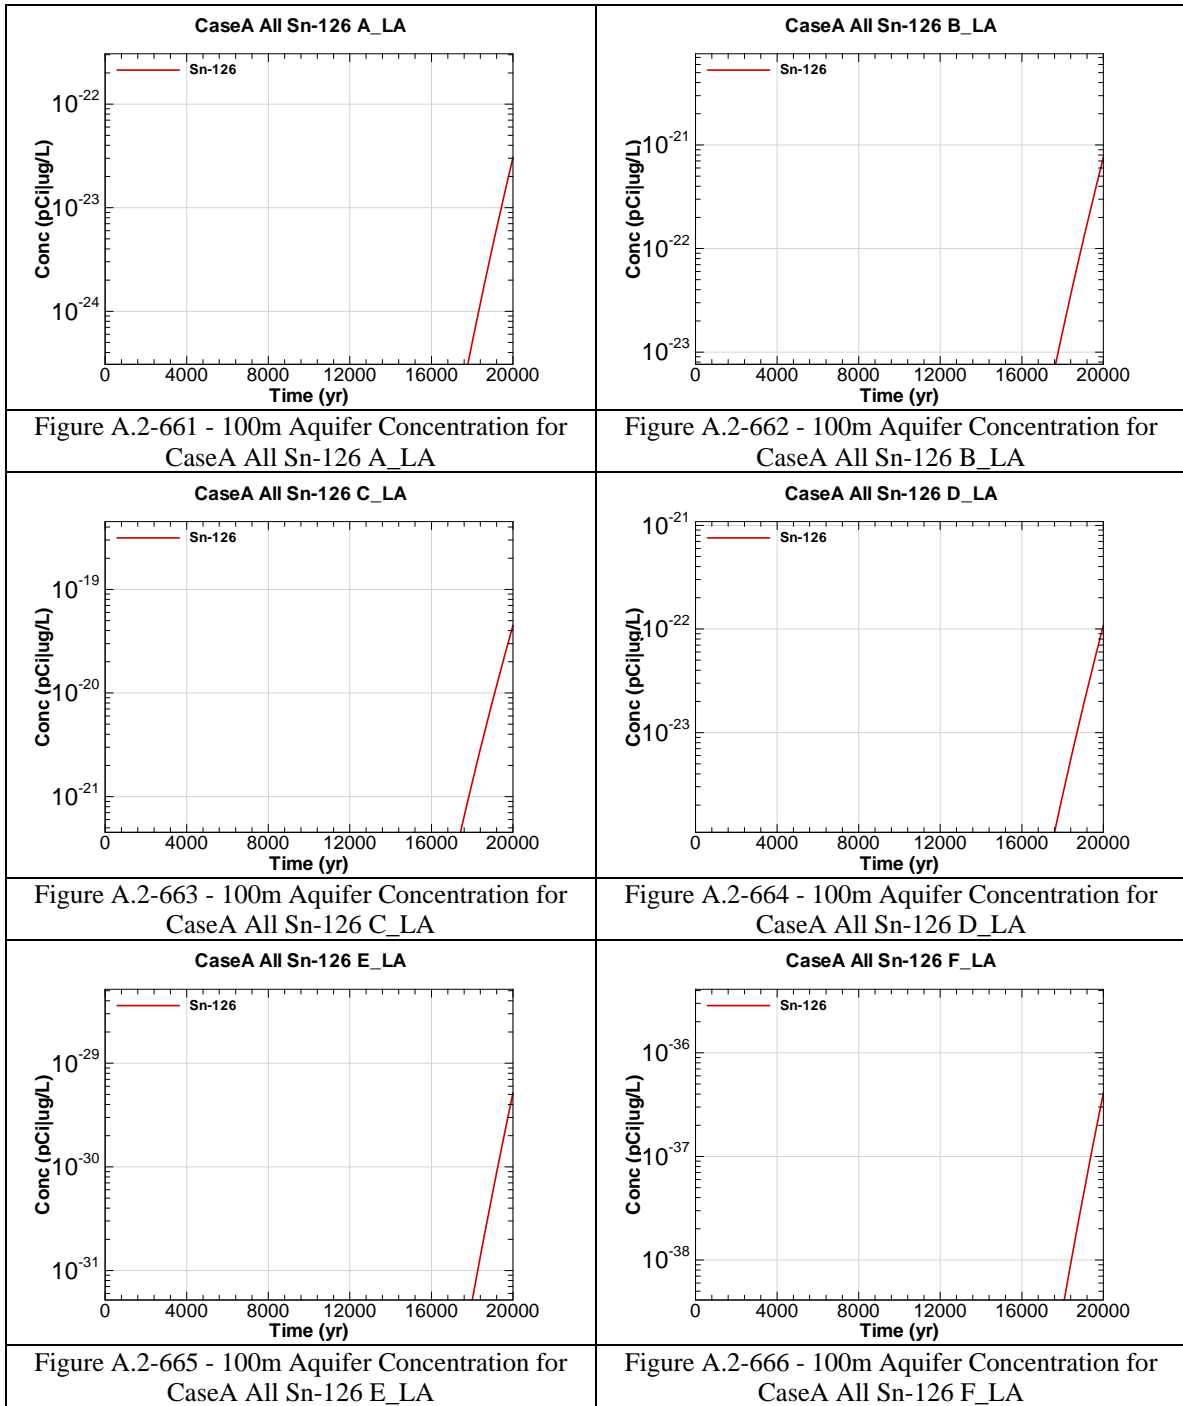 CaseA All Sn-126 A_LA
Sn-126
Conc (pCi|ug/L)
10^-22
10^-23
10^-24
0 4000 8000 12000 16000 20000
Time (yr)
Figure A.2-661 - 100m Aquifer Concentration for
CaseA All Sn-126 A_LA
CaseA All Sn-126 B_LA
Sn-126
Conc (pCi|ug/L)
10^-21
10^-22
10^-23
0 4000 8000 12000 16000 20000
Time (yr)
Figure A.2-662 - 100m Aquifer Concentration for
CaseA All Sn-126 B_LA
CaseA All Sn-126 C_LA
Sn-126
Conc (pCi|ug/L)
10^-19
10^-20
10^-21
0 4000 8000 12000 16000 20000
Time (yr)
Figure A.2-663 - 100m Aquifer Concentration for
CaseA All Sn-126 C_LA
CaseA All Sn-126 D_LA
Sn-126
Conc (pCi|ug/L)
10^-21
10^-22
10^-23
0 4000 8000 12000 16000 20000
Time (yr)
Figure A.2-664 - 100m Aquifer Concentration for
CaseA All Sn-126 D_LA
CaseA All Sn-126 E_LA
Sn-126
Conc (pCi|ug/L)
10^-29
10^-30
10^-31
0 4000 8000 12000 16000 20000
Time (yr)
Figure A.2-665 - 100m Aquifer Concentration for
CaseA All Sn-126 E_LA
CaseA All Sn-126 F_LA
Sn-126
Conc (pCi|ug/L)
10^-36
10^-37
10^-38
0 4000 8000 12000 16000 20000
Time (yr)
Figure A.2-666 - 100m Aquifer Concentration for
CaseA All Sn-126 F_LA